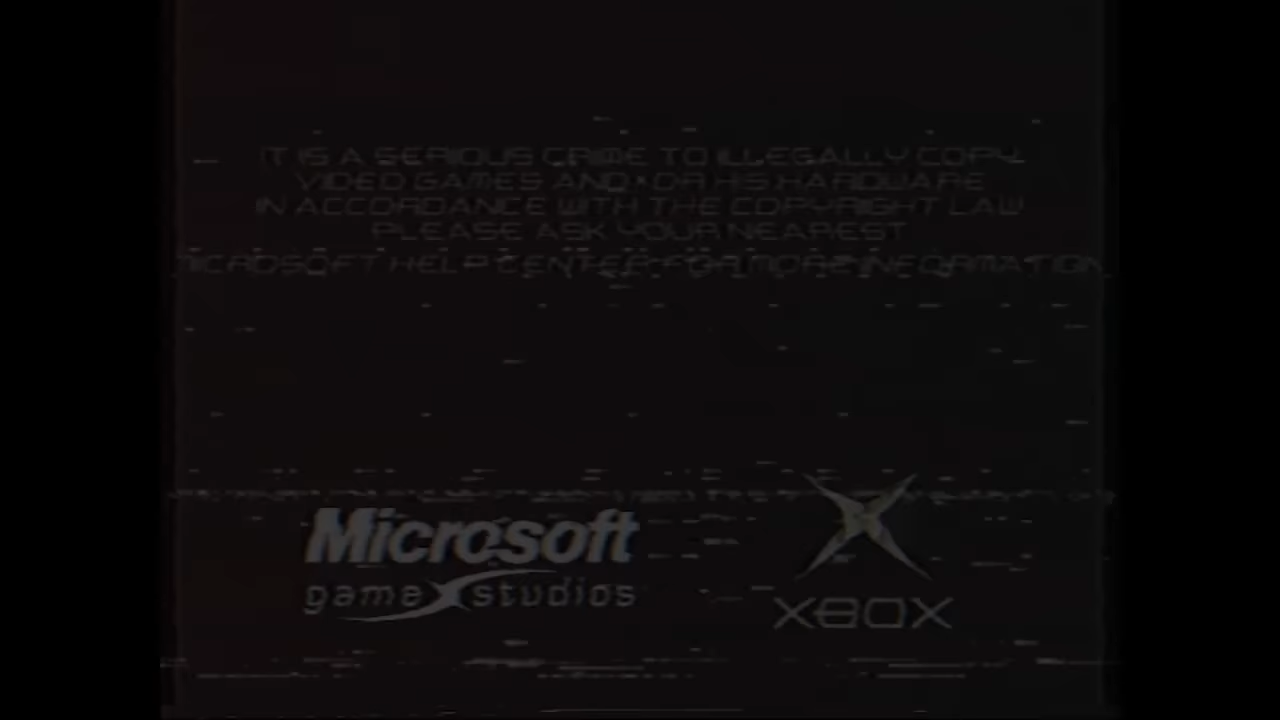 IT IS A SERIOUS CRIME TO ILLEGALLY COPY
VIDEO GAMES AND/OR HIS HARDWARE
IN ACCORDANCE WITH THE COPYRIGHT LAW
PLEASE ASK YOUR NEAREST
MICROSOFT HELP CENTER FOR MORE INFORMATION
Microsoft
game studios
XBOX